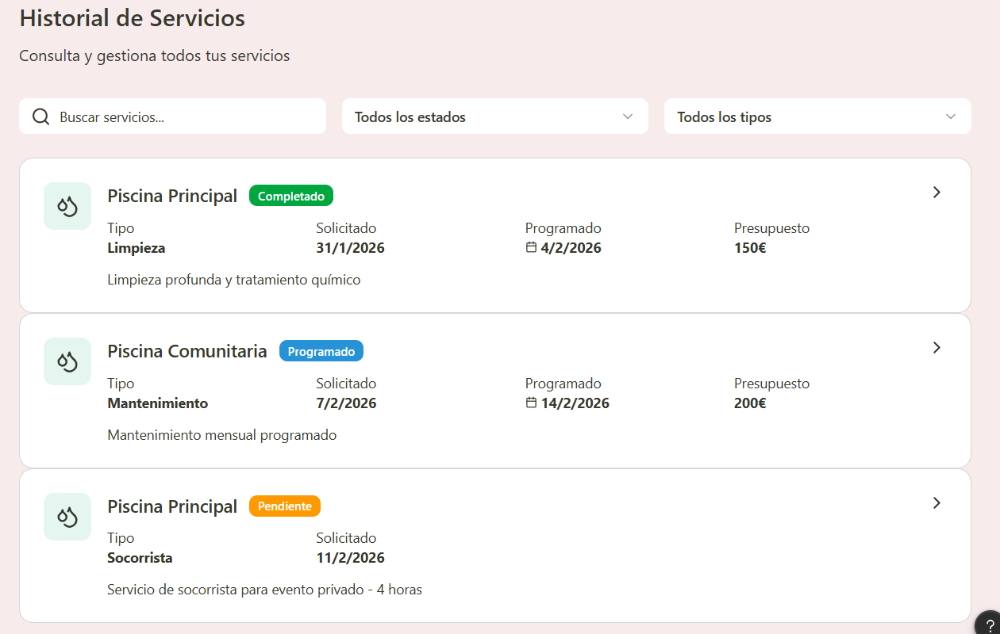 Historial de Servicios
Consulta y gestiona todos tus servicios
Buscar servicios... Todos los estados Todos los tipos
Piscina Principal Completado
Tipo Solicitado Programado Presupuesto
Limpieza 31/1/2026 4/2/2026 150€
Limpieza profunda y tratamiento químico
Piscina Comunitaria Programado
Tipo Solicitado Programado Presupuesto
Mantenimiento 7/2/2026 14/2/2026 200€
Mantenimiento mensual programado
Piscina Principal Pendiente
Tipo Solicitado
Socorrista 11/2/2026
Servicio de socorrista para evento privado - 4 horas
?